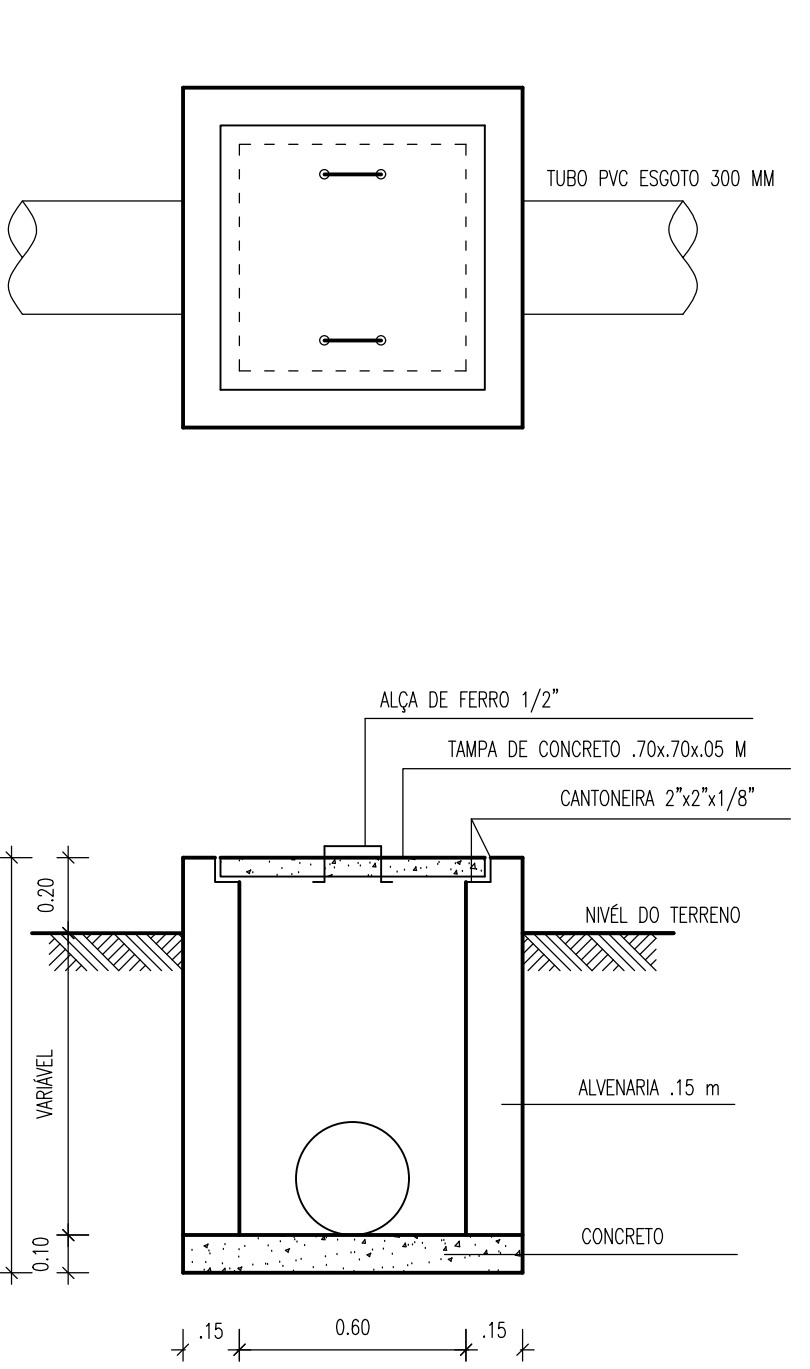 TUBO PVC ESGOTO 300 MM
ALÇA DE FERRO 1/2"
TAMPA DE CONCRETO .70x.70x.05 M
CANTONEIRA 2"x2"x1/8"
0.20
NIVÉL DO TERRENO
VARIÁVEL
ALVENARIA .15 m
0.10
CONCRETO
.15
0.60
.15